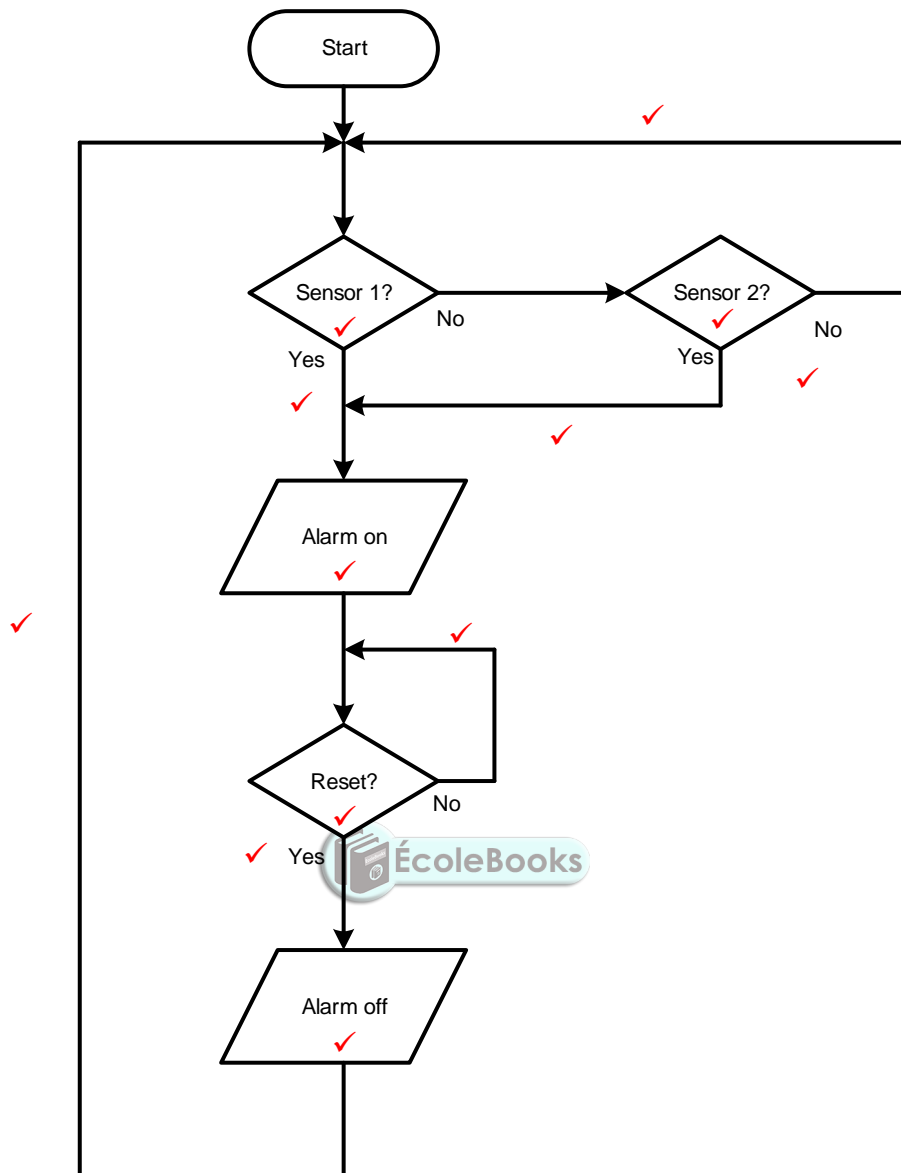 Start
Sensor 1?
No
Sensor 2?
No
Yes
Yes
Alarm on
Reset?
No
Yes
ÉcoleBooks
Alarm off